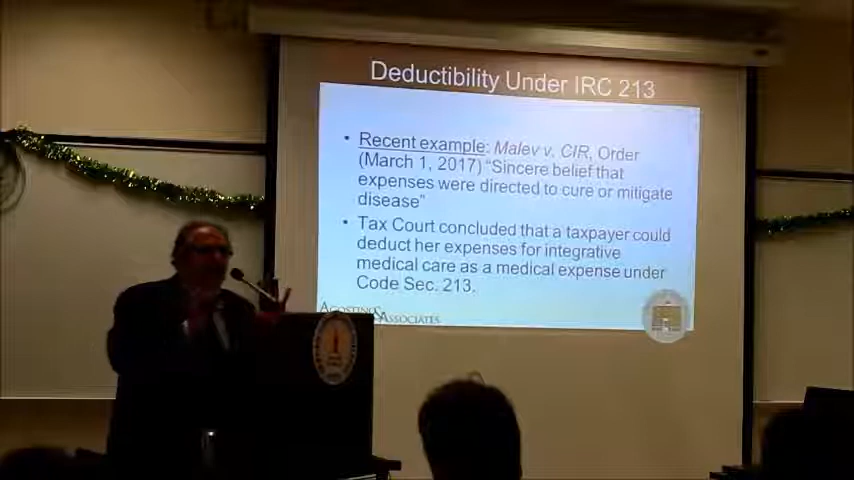 Deductibility Under IRC 213
• Recent example: Malev v. CIR, Order
(March 1, 2017) “Sincere belief that
expenses were directed to cure or mitigate
disease”
• Tax Court concluded that a taxpayer could
deduct her expenses for integrative
medical care as a medical expense under
Code Sec. 213.
AGOSTINO & ASSOCIATES